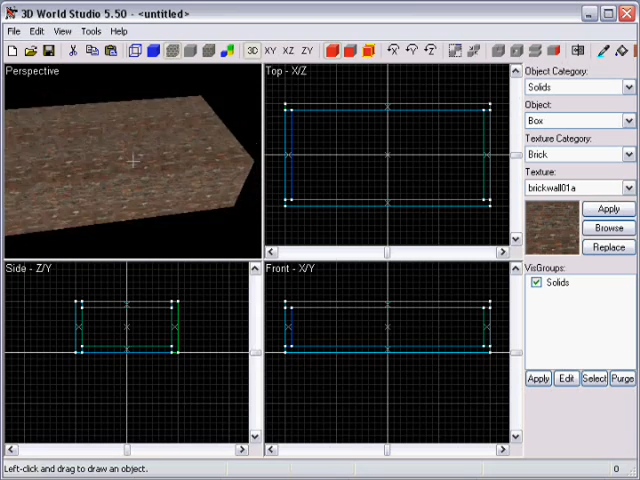 3D World Studio 5.50 - <untitled>
File Edit View Tools Help
3D XY XZ ZY X Y Z
Perspective
Top - X/Z
Side - Z/Y
Front - X/Y
Object Category:
Solids
Object:
Box
Texture Category:
Brick
Texture:
brickwall01a
Apply
Browse
Replace
VisGroups:
Solids
Apply Edit Select Purge
Left-click and drag to draw an object.
0